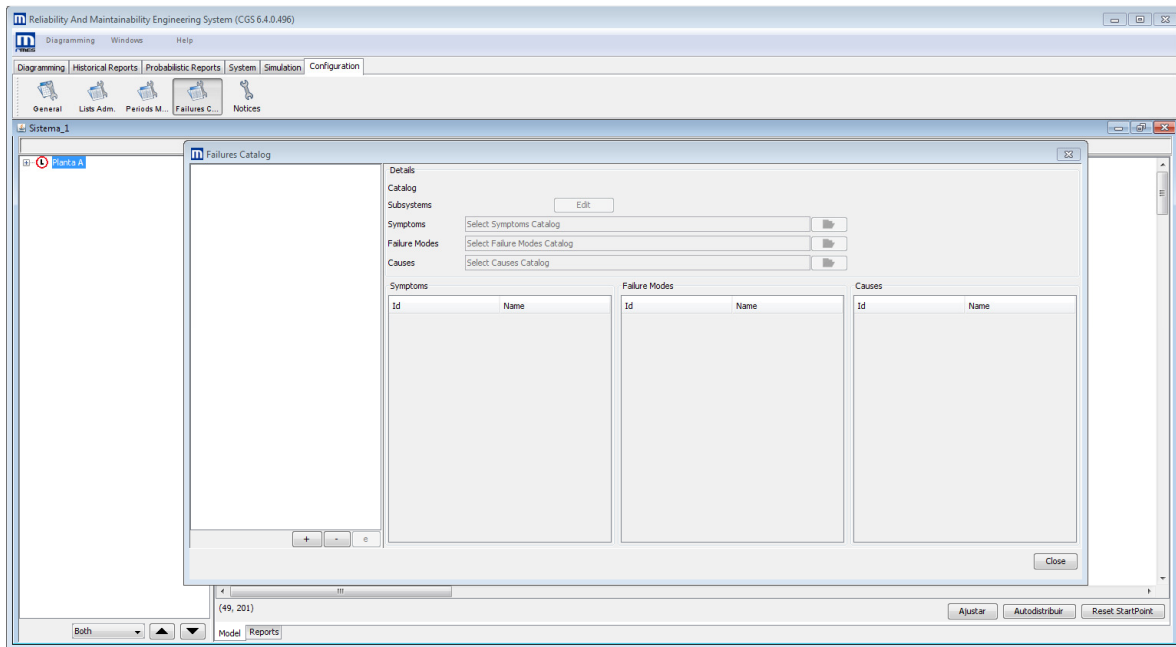 Reliability And Maintainability Engineering System (CGS 6.4.0.496)
Diagramming Windows Help
Diagramming Historical Reports Probabilistic Reports System Simulation Configuration
General Lists Adm. Periods M... Failures C... Notices
Sistema_1
Planta A
Failures Catalog
Details
Catalog
Subsystems Edit
Symptoms Select Symptoms Catalog
Failure Modes Select Failure Modes Catalog
Causes Select Causes Catalog
Symptoms Failure Modes Causes
Id Name Id Name Id Name
+ - e
Close
(49, 201)
Ajustar Autodistribuir Reset StartPoint
Both
Model Reports